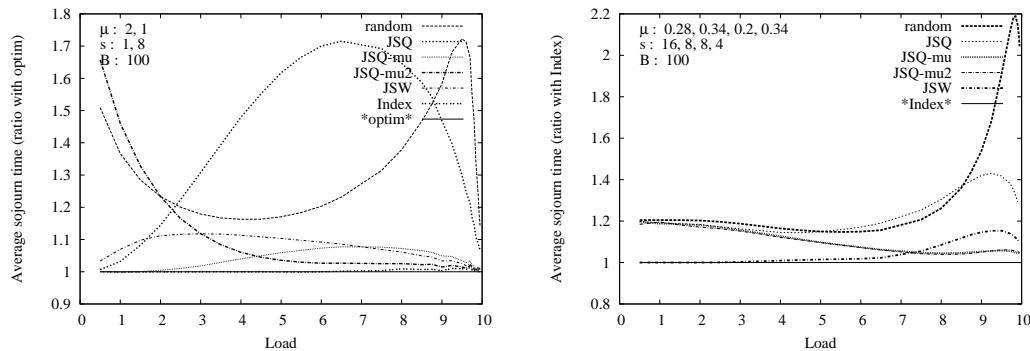 Average sojourn time (ratio with optim)
1.8
1.7
1.6
1.5
1.4
1.3
1.2
1.1
1
0.9
μ : 2, 1
s : 1, 8
B : 100
random
JSQ
JSQ-mu
JSQ-mu2
JSW
Index
*optim*
0 1 2 3 4 5 6 7 8 9 10
Load
Average sojourn time (ratio with Index)
2.2
2
1.8
1.6
1.4
1.2
1
0.8
μ : 0.28, 0.34, 0.2, 0.34
s : 16, 8, 8, 4
B : 100
random
JSQ
JSQ-mu
JSQ-mu2
JSW
*Index*
0 1 2 3 4 5 6 7 8 9 10
Load